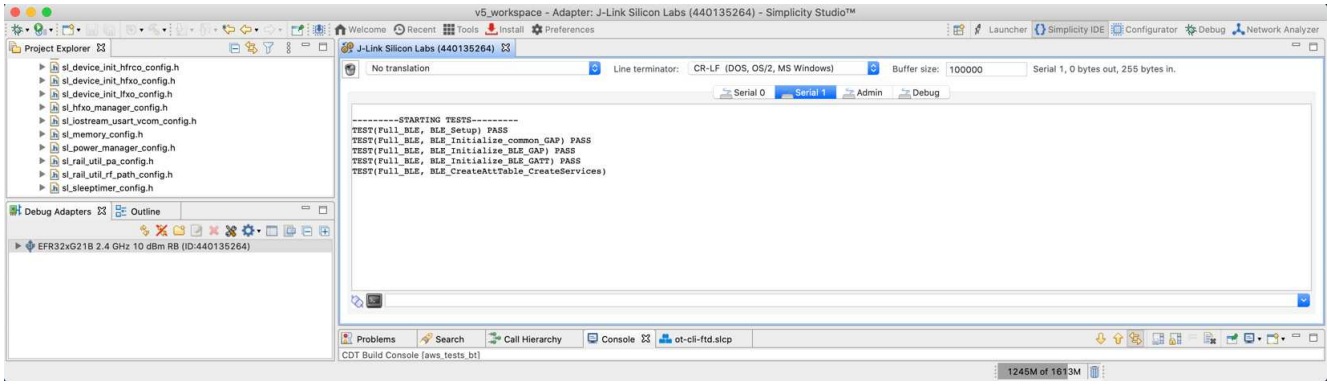 v5_workspace - Adapter: J-Link Silicon Labs (440135264) - Simplicity Studio™
Welcome Recent Tools Install Preferences
Launcher {} Simplicity IDE Configurator Debug Network Analyzer
Project Explorer
sl_device_init_hfrco_config.h
sl_device_init_hfxo_config.h
sl_device_init_lfxo_config.h
sl_hfxo_manager_config.h
sl_iostream_usart_vcom_config.h
sl_memory_config.h
sl_power_manager_config.h
sl_rail_util_pa_config.h
sl_rail_util_rf_path_config.h
sl_sleeptimer_config.h
Debug Adapters Outline
EFR32xG21B 2.4 GHz 10 dBm RB (ID:440135264)
J-Link Silicon Labs (440135264)
No translation Line terminator: CR-LF (DOS, OS/2, MS Windows) Buffer size: 100000 Serial 1, 0 bytes out, 255 bytes in.
Serial 0 Serial 1 Admin Debug
---------STARTING TESTS---------
TEST(Full_BLE, BLE_Setup) PASS
TEST(Full_BLE, BLE_Initialize_common_GAP) PASS
TEST(Full_BLE, BLE_Initialize_BLE_GAP) PASS
TEST(Full_BLE, BLE_Initialize_BLE_GATT) PASS
TEST(Full_BLE, BLE_CreateAttTable_CreateServices)
Problems Search Call Hierarchy Console ot-cli-ftd.slcp
CDT Build Console [aws_tests_bt]
1245M of 1613M